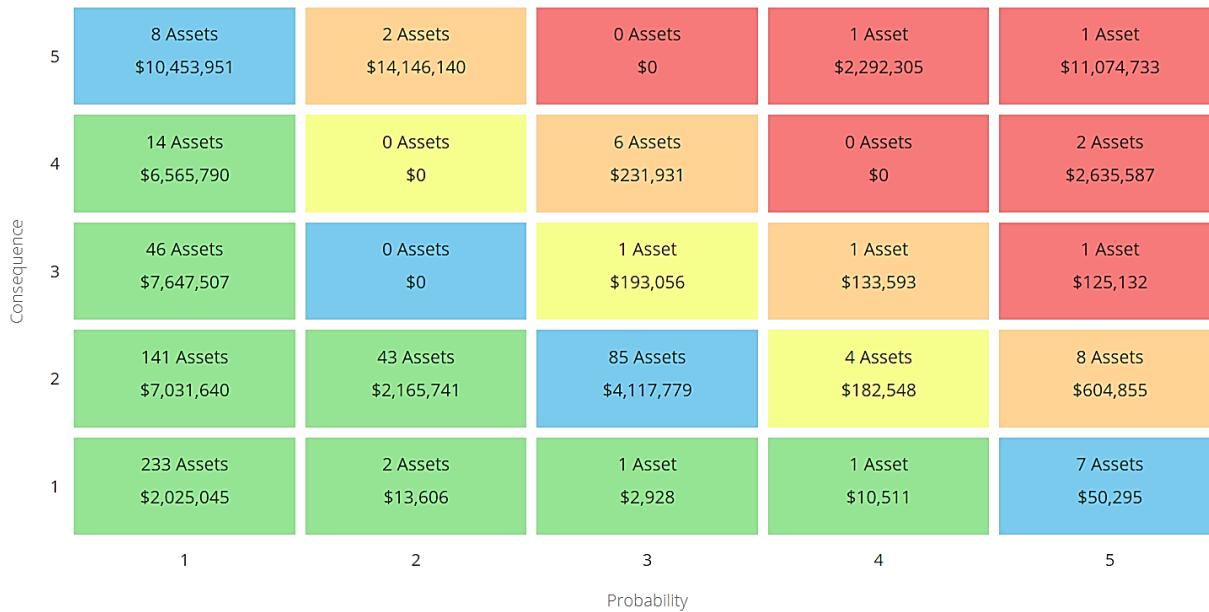 8 Assets
$10,453,951
2 Assets
$14,146,140
0 Assets
$0
1 Asset
$2,292,305
1 Asset
$11,074,733
5
14 Assets
$6,565,790
0 Assets
$0
6 Assets
$231,931
0 Assets
$0
2 Assets
$2,635,587
4
46 Assets
$7,647,507
0 Assets
$0
1 Asset
$193,056
1 Asset
$133,593
1 Asset
$125,132
3
Consequence
141 Assets
$7,031,640
43 Assets
$2,165,741
85 Assets
$4,117,779
4 Assets
$182,548
8 Assets
$604,855
2
233 Assets
$2,025,045
2 Assets
$13,606
1 Asset
$2,928
1 Asset
$10,511
7 Assets
$50,295
1
1
2
3
4
5
Probability